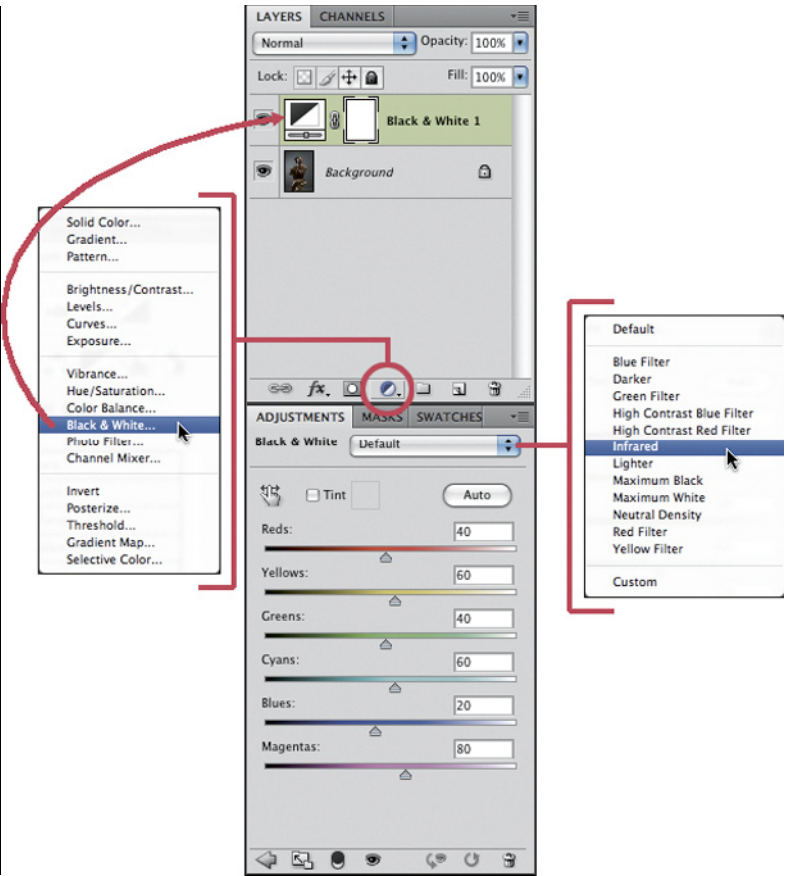 LAYERS CHANNELS
Normal Opacity: 100%
Lock: Fill: 100%
Black & White 1
Background
Solid Color...
Gradient...
Pattern...
Brightness/Contrast...
Levels...
Curves...
Exposure...
Vibrance...
Hue/Saturation...
Color Balance...
Black & White...
Photo Filter...
Channel Mixer...
Invert
Posterize...
Threshold...
Gradient Map...
Selective Color...
fx.
ADJUSTMENTS MASKS SWATCHES
Black & White Default
Tint Auto
Reds: 40
Yellows: 60
Greens: 40
Cyans: 60
Blues: 20
Magentas: 80
Default
Blue Filter
Darker
Green Filter
High Contrast Blue Filter
High Contrast Red Filter
Infrared
Lighter
Maximum Black
Maximum White
Neutral Density
Red Filter
Yellow Filter
Custom